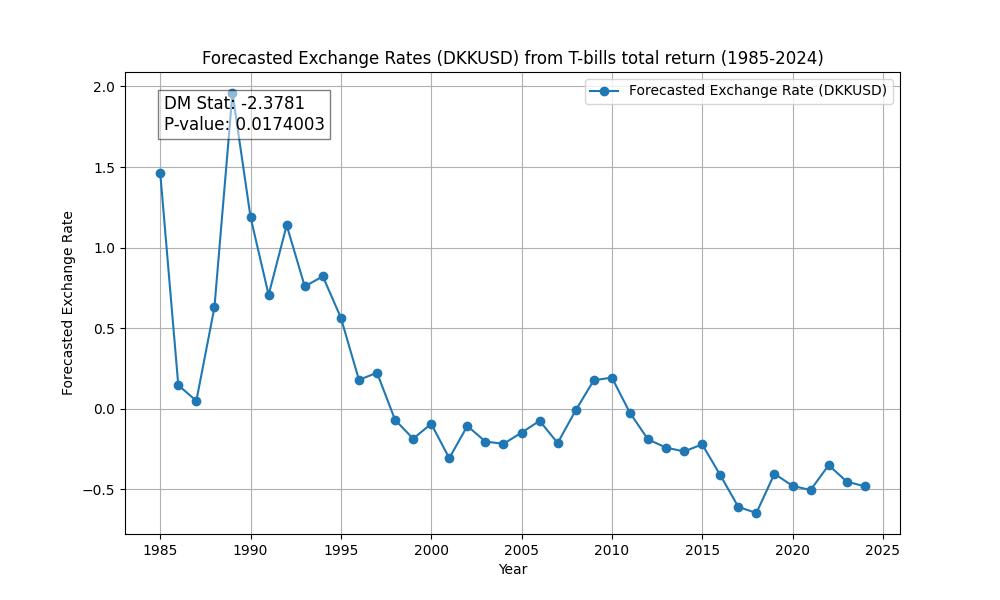 Forecasted Exchange Rates (DKKUSD) from T-bills total return (1985-2024)
DM Stat: -2.3781
P-value: 0.0174003
Forecasted Exchange Rate (DKKUSD)
Forecasted Exchange Rate
2.0
1.5
1.0
0.5
0.0
−0.5
1985 1990 1995 2000 2005 2010 2015 2020 2025
Year